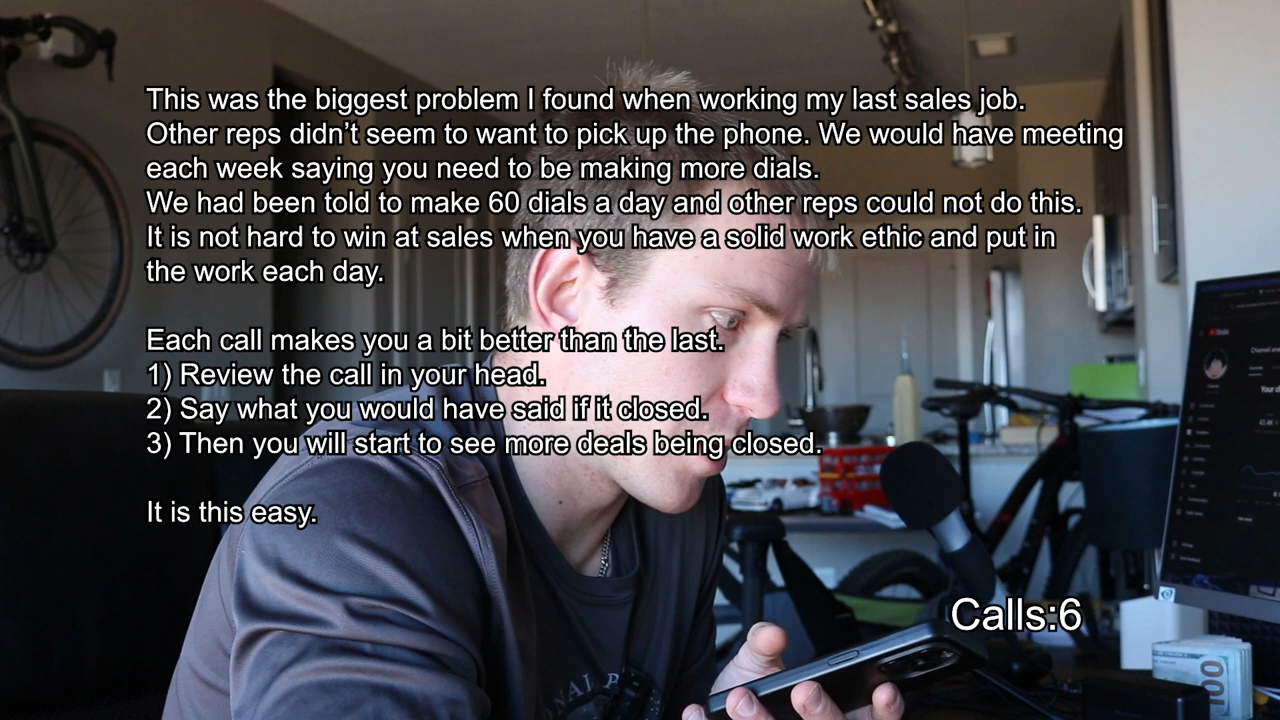 This was the biggest problem I found when working my last sales job.
Other reps didn’t seem to want to pick up the phone. We would have meeting
each week saying you need to be making more dials.
We had been told to make 60 dials a day and other reps could not do this.
It is not hard to win at sales when you have a solid work ethic and put in
the work each day.
Each call makes you a bit better than the last.
1) Review the call in your head.
2) Say what you would have said if it closed.
3) Then you will start to see more deals being closed.
It is this easy.
Calls:6
100